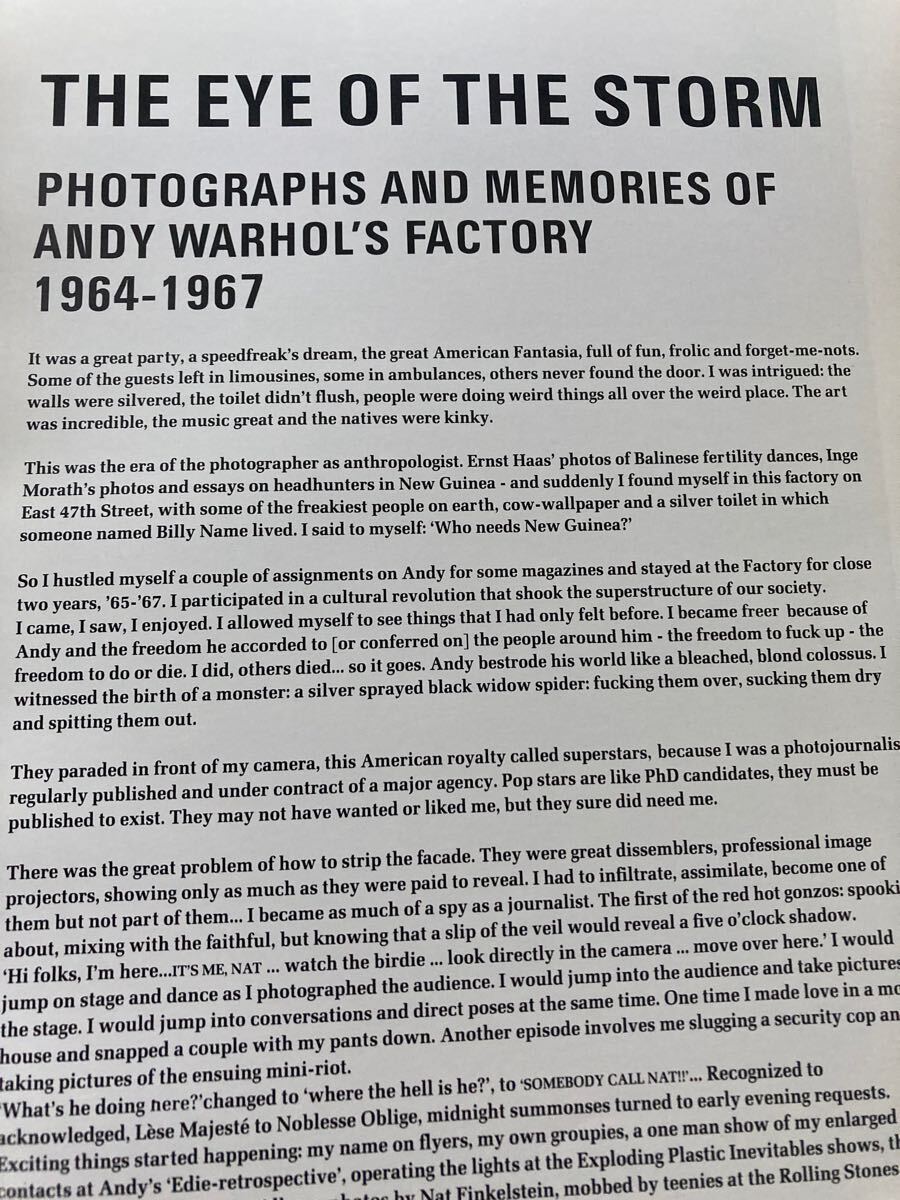 THE EYE OF THE STORM
PHOTOGRAPHS AND MEMORIES OF
ANDY WARHOL'S FACTORY
1964-1967
It was a great party, a speedfreak's dream, the great American Fantasia, full of fun, frolic and forget-me-nots.
Some of the guests left in limousines, some in ambulances, others never found the door. I was intrigued: the
walls were silvered, the toilet didn't flush, people were doing weird things all over the weird place. The art
was incredible, the music great and the natives were kinky.
This was the era of the photographer as anthropologist. Ernst Haas' photos of Balinese fertility dances, Inge
Morath's photos and essays on headhunters in New Guinea - and suddenly I found myself in this factory on
East 47th Street, with some of the freakiest people on earth, cow-wallpaper and a silver toilet in which
someone named Billy Name lived. I said to myself: 'Who needs New Guinea?'
So I hustled myself a couple of assignments on Andy for some magazines and stayed at the Factory for close
two years, '65-'67. I participated in a cultural revolution that shook the superstructure of our society.
I came, I saw, I enjoyed. I allowed myself to see things that I had only felt before. I became freer because of
Andy and the freedom he accorded to [or conferred on] the people around him - the freedom to fuck up - the
freedom to do or die. I did, others died... so it goes. Andy bestrode his world like a bleached, blond colossus. I
witnessed the birth of a monster: a silver sprayed black widow spider: fucking them over, sucking them dry
and spitting them out.
They paraded in front of my camera, this American royalty called superstars, because I was a photojournalis
regularly published and under contract of a major agency. Pop stars are like PhD candidates, they must be
published to exist. They may not have wanted or liked me, but they sure did need me.
There was the great problem of how to strip the facade. They were great dissemblers, professional image
projectors, showing only as much as they were paid to reveal. I had to infiltrate, assimilate, become one of
them but not part of them... I became as much of a spy as a journalist. The first of the red hot gonzos: spooki
about, mixing with the faithful, but knowing that a slip of the veil would reveal a five o'clock shadow.
'Hi folks, I'm here...IT'S ME, NAT ... watch the birdie ... look directly in the camera ... move over here.' I would
jump on stage and dance as I photographed the audience. I would jump into the audience and take pictures
the stage. I would jump into conversations and direct poses at the same time. One time I made love in a mo
house and snapped a couple with my pants down. Another episode involves me slugging a security cop an
taking pictures of the ensuing mini-riot.
'What's he doing here?'changed to 'where the hell is he?', to 'SOMEBODY CALL NAT!!'... Recognized to
acknowledged, Lèse Majesté to Noblesse Oblige, midnight summonses turned to early evening requests.
Exciting things started happening: my name on flyers, my own groupies, a one man show of my enlarged
contacts at Andy's 'Edie-retrospective', operating the lights at the Exploding Plastic Inevitables shows, th
photos by Nat Finkelstein, mobbed by teenies at the Rolling Stones